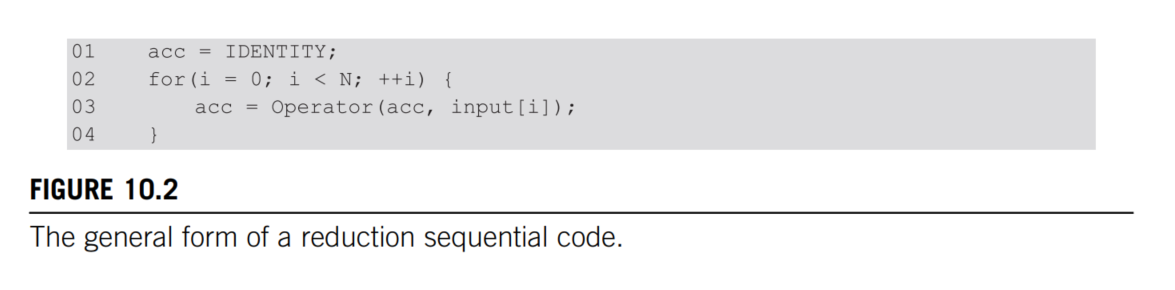 01    acc = IDENTITY;
02    for(i = 0; i < N; ++i) {
03        acc = Operator(acc, input[i]);
04    }
FIGURE 10.2
The general form of a reduction sequential code.